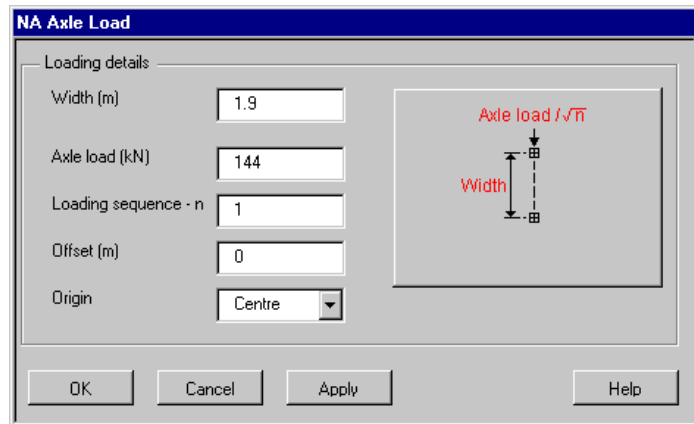 NA Axle Load
Loading details
Width (m) 1.9
Axle load (kN) 144
Loading sequence - n 1
Offset (m) 0
Origin Centre
Axle load /√n
Width
OK Cancel Apply Help